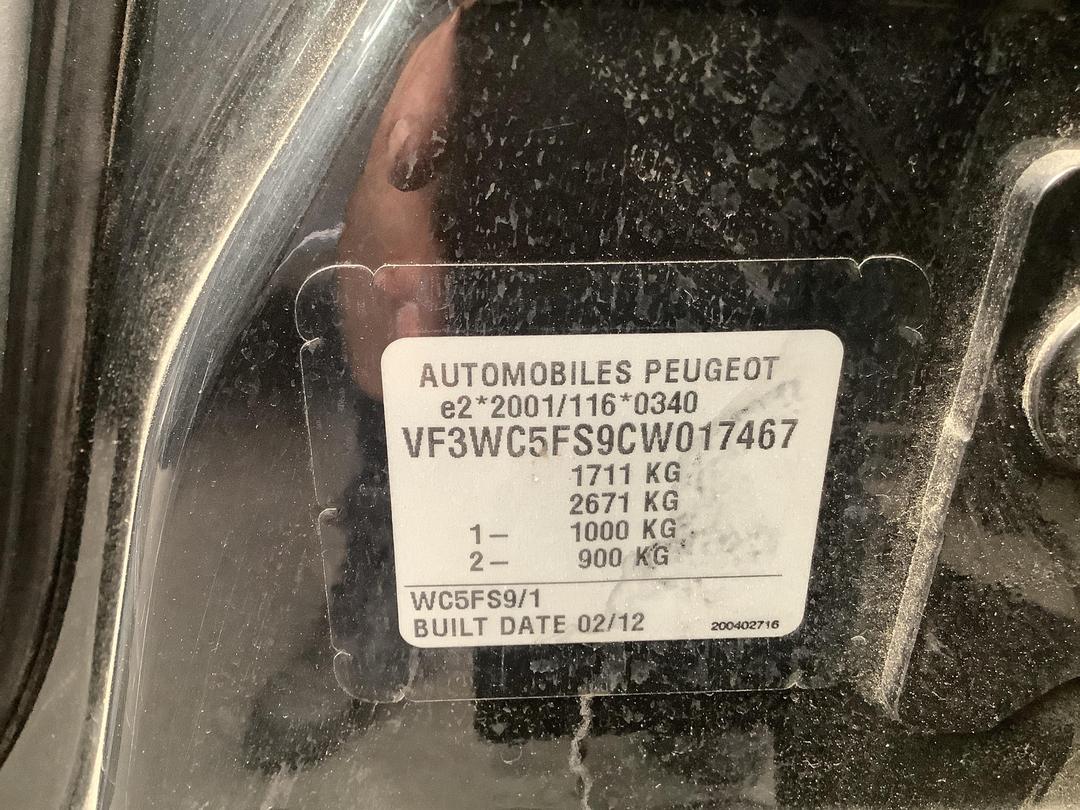 AUTOMOBILES PEUGEOT
e2*2001/116*0340
VF3WC5FS9CW017467
1711 KG
2671 KG
1– 1000 KG
2– 900 KG
WC5FS9/1
BUILT DATE 02/12 200402716